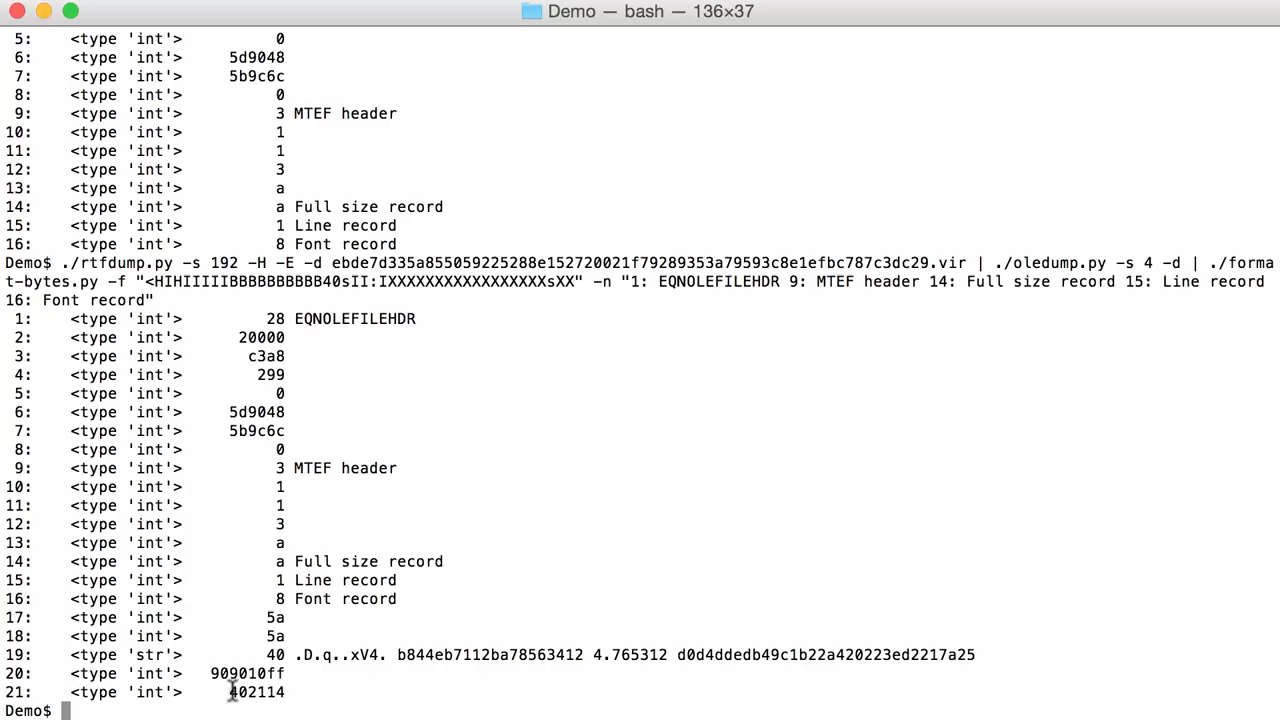 Demo — bash — 136×37
5: <type 'int'> 0
6: <type 'int'> 5d9048
7: <type 'int'> 5b9c6c
8: <type 'int'> 0
9: <type 'int'> 3 MTEF header
10: <type 'int'> 1
11: <type 'int'> 1
12: <type 'int'> 3
13: <type 'int'> a
14: <type 'int'> a Full size record
15: <type 'int'> 1 Line record
16: <type 'int'> 8 Font record
Demo$ ./rtfdump.py -s 192 -H -E -d ebde7d335a855059225288e152720021f79289353a79593c8e1efbc787c3dc29.vir | ./oledump.py -s 4 -d | ./forma
t-bytes.py -f "<HIHIIIIIBBBBBBBBBB40sII:IXXXXXXXXXXXXXXXXXsXX" -n "1: EQNOLEFILEHDR 9: MTEF header 14: Full size record 15: Line record
16: Font record"
1: <type 'int'> 28 EQNOLEFILEHDR
2: <type 'int'> 20000
3: <type 'int'> c3a8
4: <type 'int'> 299
5: <type 'int'> 0
6: <type 'int'> 5d9048
7: <type 'int'> 5b9c6c
8: <type 'int'> 0
9: <type 'int'> 3 MTEF header
10: <type 'int'> 1
11: <type 'int'> 1
12: <type 'int'> 3
13: <type 'int'> a
14: <type 'int'> a Full size record
15: <type 'int'> 1 Line record
16: <type 'int'> 8 Font record
17: <type 'int'> 5a
18: <type 'int'> 5a
19: <type 'str'> 40 .D.q..xV4. b844eb7112ba78563412 4.765312 d0d4ddedb49c1b22a420223ed2217a25
20: <type 'int'> 909010ff
21: <type 'int'> 402114
Demo$